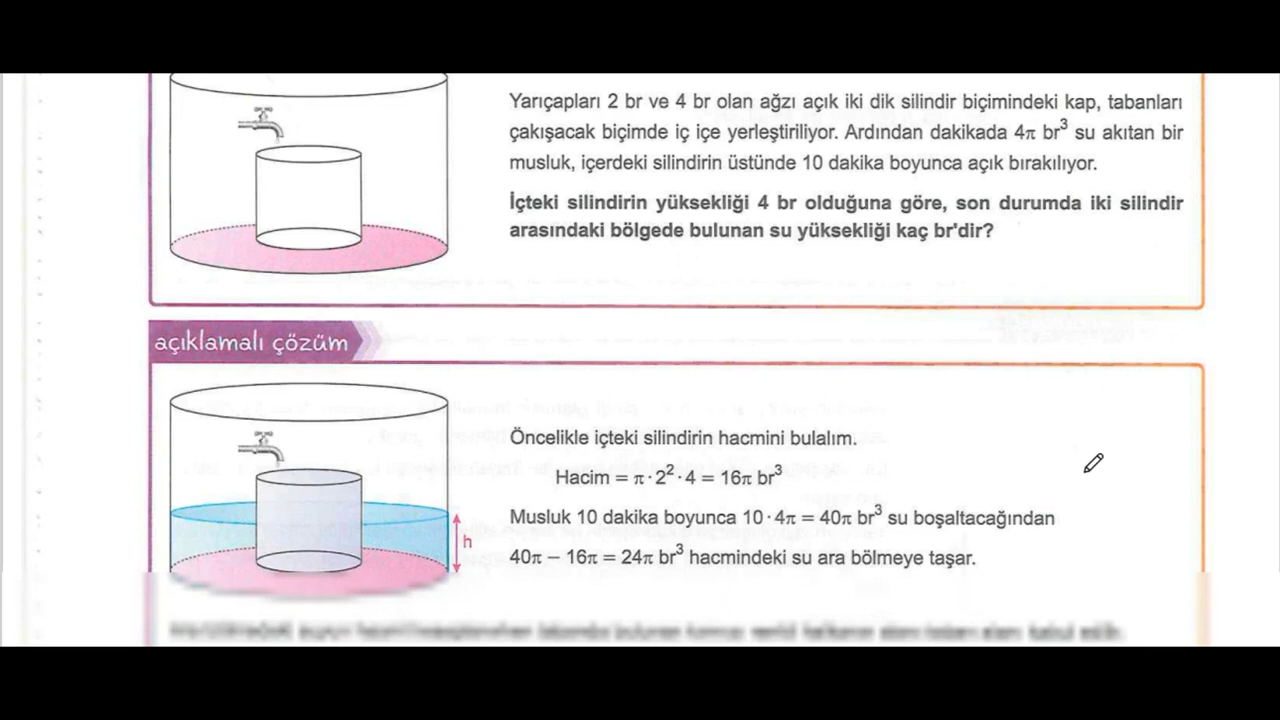 Yarıçapları 2 br ve 4 br olan ağzı açık iki dik silindir biçimindeki kap, tabanları
çakışacak biçimde iç içe yerleştiriliyor. Ardından dakikada 4π br³ su akıtan bir
musluk, içerdeki silindirin üstünde 10 dakika boyunca açık bırakılıyor.
İçteki silindirin yüksekliği 4 br olduğuna göre, son durumda iki silindir
arasındaki bölgede bulunan su yüksekliği kaç br'dir?
açıklamalı çözüm
Öncelikle içteki silindirin hacmini bulalım.
Hacim = π · 2² · 4 = 16π br³
Musluk 10 dakika boyunca 10 · 4π = 40π br³ su boşaltacağından
h
40π − 16π = 24π br³ hacmindeki su ara bölmeye taşar.